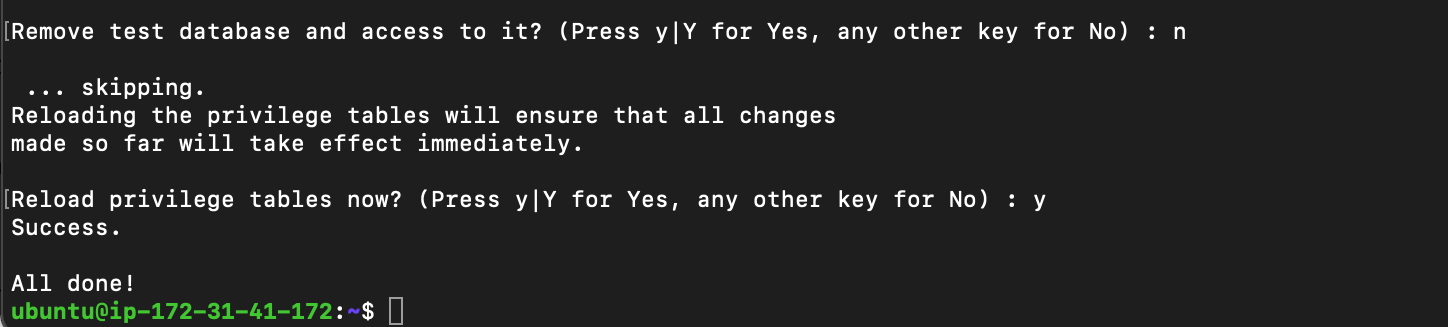 [Remove test database and access to it? (Press y|Y for Yes, any other key for No) : n
 ... skipping.
Reloading the privilege tables will ensure that all changes
made so far will take effect immediately.
[Reload privilege tables now? (Press y|Y for Yes, any other key for No) : y
Success.
All done!
ubuntu@ip-172-31-41-172:~$